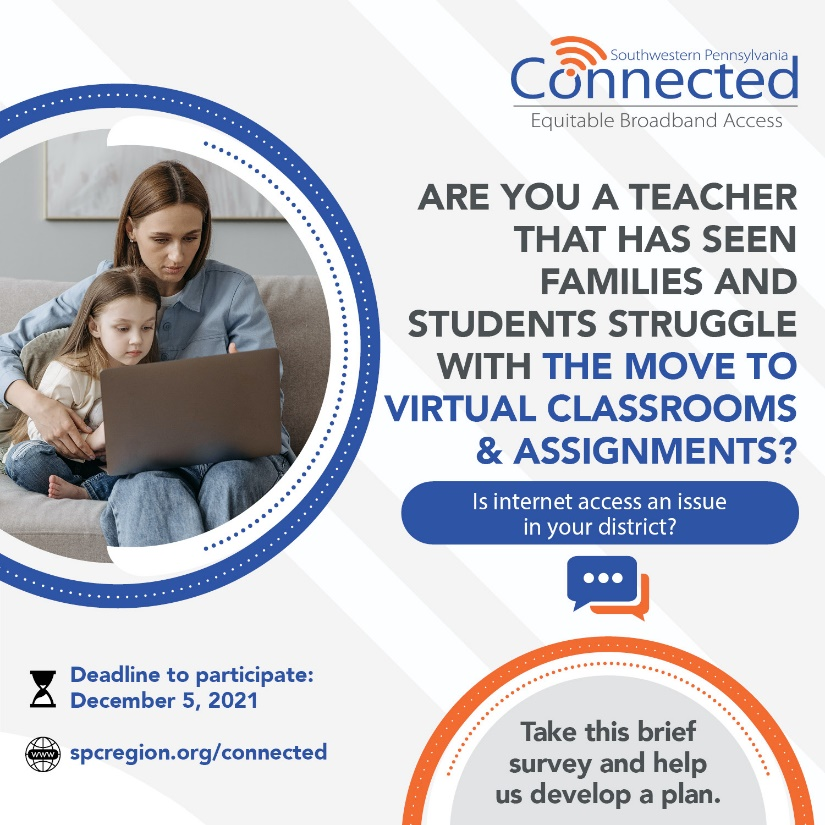 Southwestern Pennsylvania
Connected
Equitable Broadband Access
ARE YOU A TEACHER
THAT HAS SEEN
FAMILIES AND
STUDENTS STRUGGLE
WITH THE MOVE TO
VIRTUAL CLASSROOMS
& ASSIGNMENTS?
Is internet access an issue
in your district?
Deadline to participate:
December 5, 2021
www
spcregion.org/connected
Take this brief
survey and help
us develop a plan.